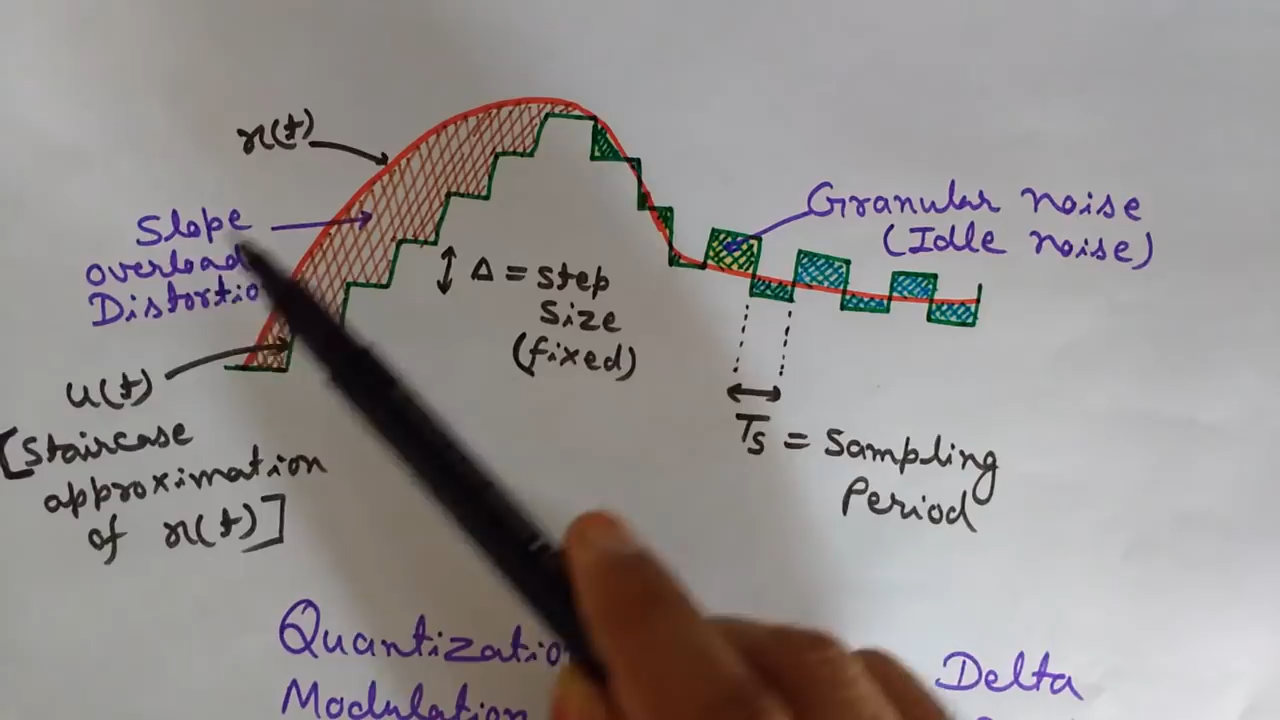 x(t)
Slope
overload
Distortio
u(t)
[Staircase
approximation
of x(t)]
Δ = step
size
(fixed)
Granular noise
(Idle noise)
Ts = Sampling
Period
Quantizatio
Modulation
Delta